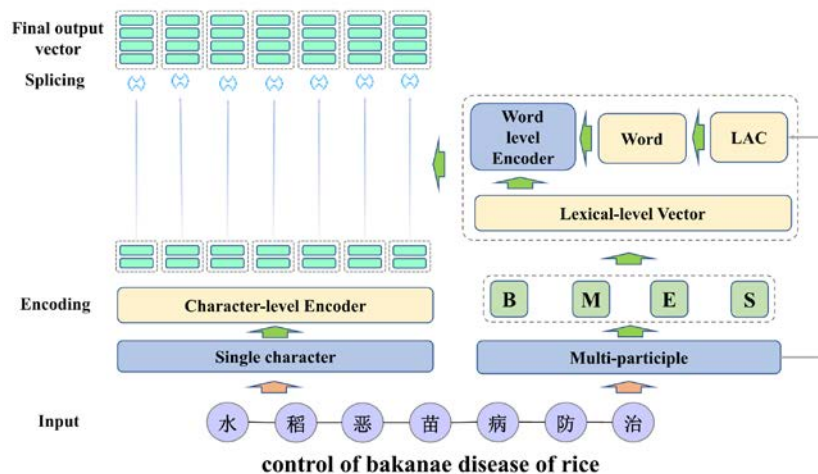 Final output
vector
Splicing
Word
level
Encoder
Word
LAC
Lexical-level Vector
Encoding
Character-level Encoder
B M E S
Single character
Multi-participle
Input
水 稻 恶 苗 病 防 治
control of bakanae disease of rice